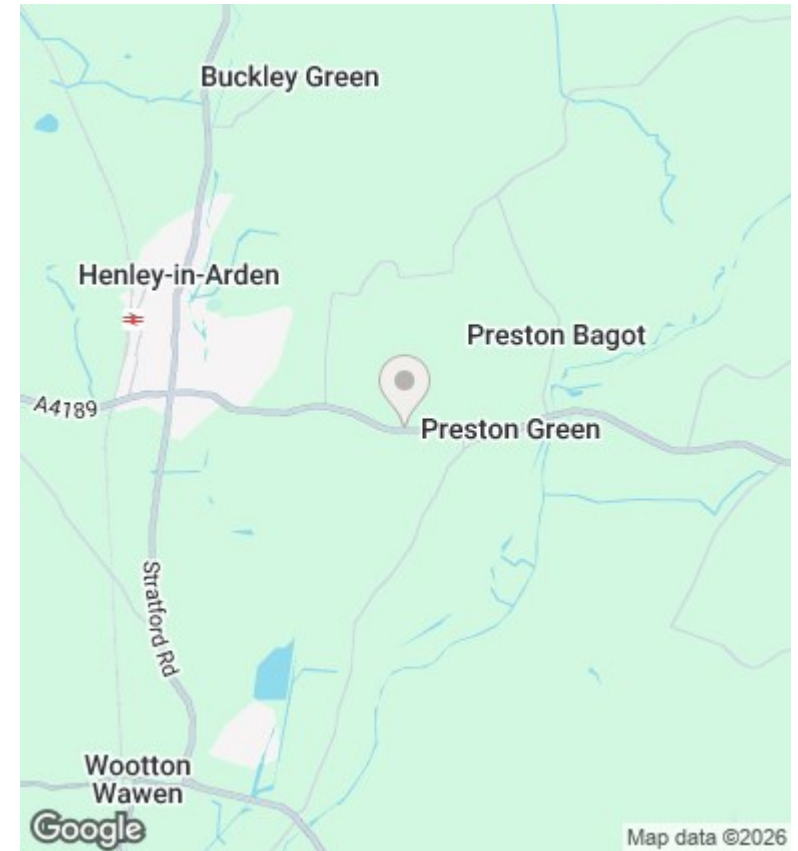 Buckley Green
Henley-in-Arden
Preston Bagot
A4189
Preston Green
Stratford Rd
Wootton
Wawen
Google
Map data ©2026